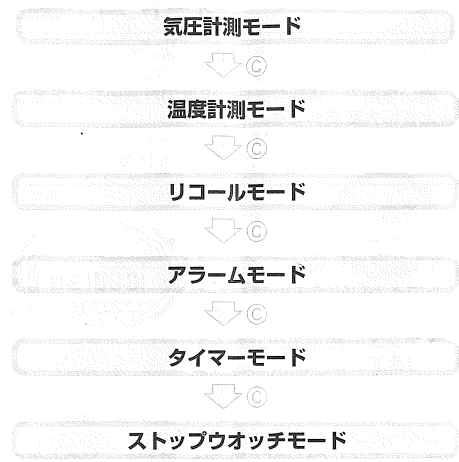 気圧計測モード
Ⓒ
温度計測モード
Ⓒ
リコールモード
Ⓒ
アラームモード
Ⓒ
タイマーモード
Ⓒ
ストップウオッチモード